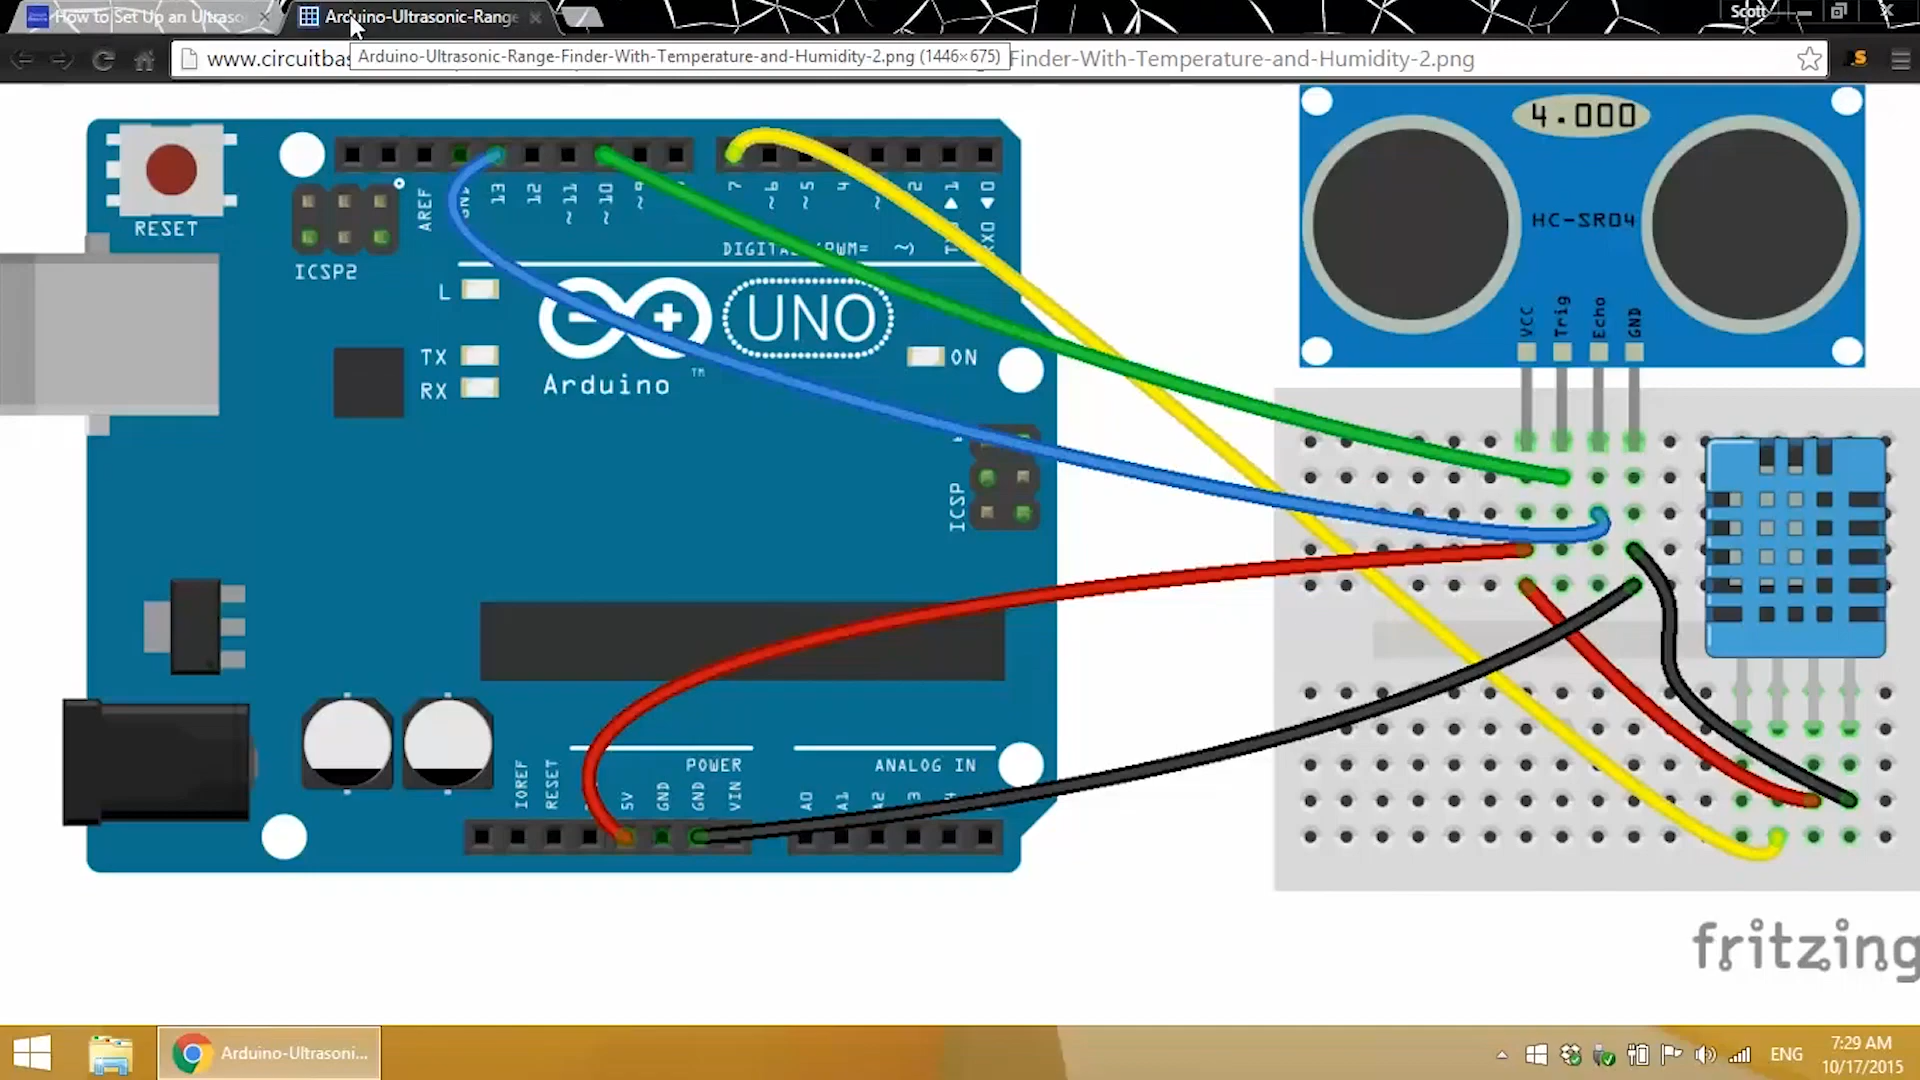 How to Set Up an Ultraso
Arduino-Ultrasonic-Range
Scott
www.circuitbas
Arduino-Ultrasonic-Range-Finder-With-Temperature-and-Humidity-2.png (1446×675)
Finder-With-Temperature-and-Humidity-2.png
4.000
HC-SR04
VCC
Trig
Echo
GND
RESET
ICSP2
AREF
GND
13
12
~11
~10
~9
7
~6
~5
4
~
2
1
0
RX0
L
TX
RX
UNO
Arduino
™
ON
ICSP
IOREF
RESET
5V
GND
GND
VIN
POWER
ANALOG IN
A0
A1
A2
fritzing
Arduino-Ultrasoni...
ENG
7:29 AM
10/17/2015